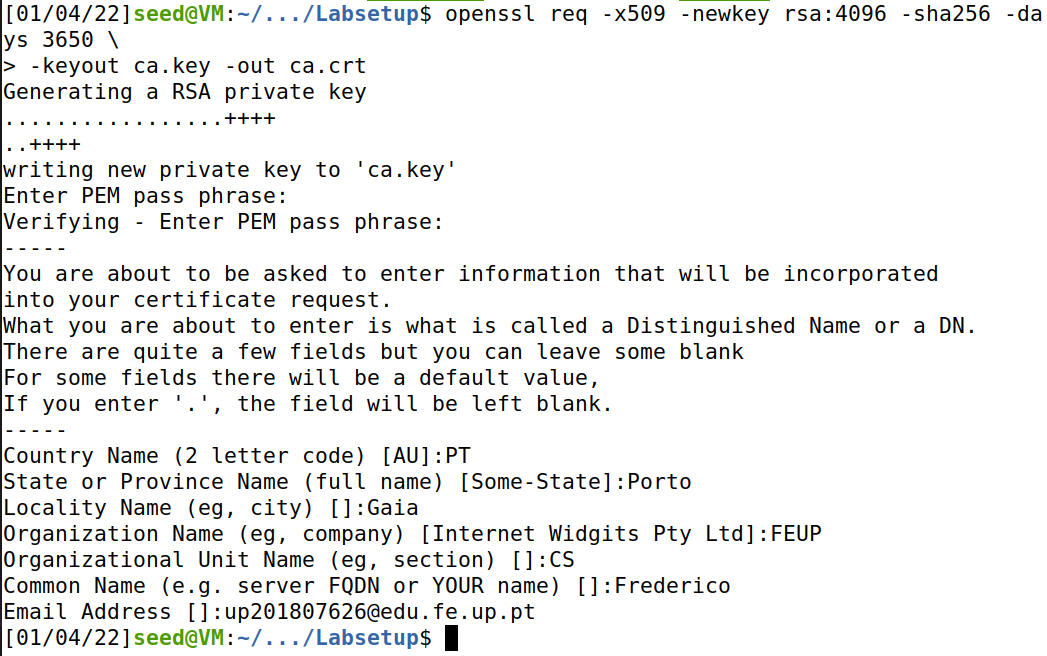 [01/04/22]seed@VM:~/.../Labsetup$ openssl req -x509 -newkey rsa:4096 -sha256 -da
ys 3650 \
> -keyout ca.key -out ca.crt
Generating a RSA private key
.................++++
..++++
writing new private key to 'ca.key'
Enter PEM pass phrase:
Verifying - Enter PEM pass phrase:
-----
You are about to be asked to enter information that will be incorporated
into your certificate request.
What you are about to enter is what is called a Distinguished Name or a DN.
There are quite a few fields but you can leave some blank
For some fields there will be a default value,
If you enter '.', the field will be left blank.
-----
Country Name (2 letter code) [AU]:PT
State or Province Name (full name) [Some-State]:Porto
Locality Name (eg, city) []:Gaia
Organization Name (eg, company) [Internet Widgits Pty Ltd]:FEUP
Organizational Unit Name (eg, section) []:CS
Common Name (e.g. server FQDN or YOUR name) []:Frederico
Email Address []:up201807626@edu.fe.up.pt
[01/04/22]seed@VM:~/.../Labsetup$